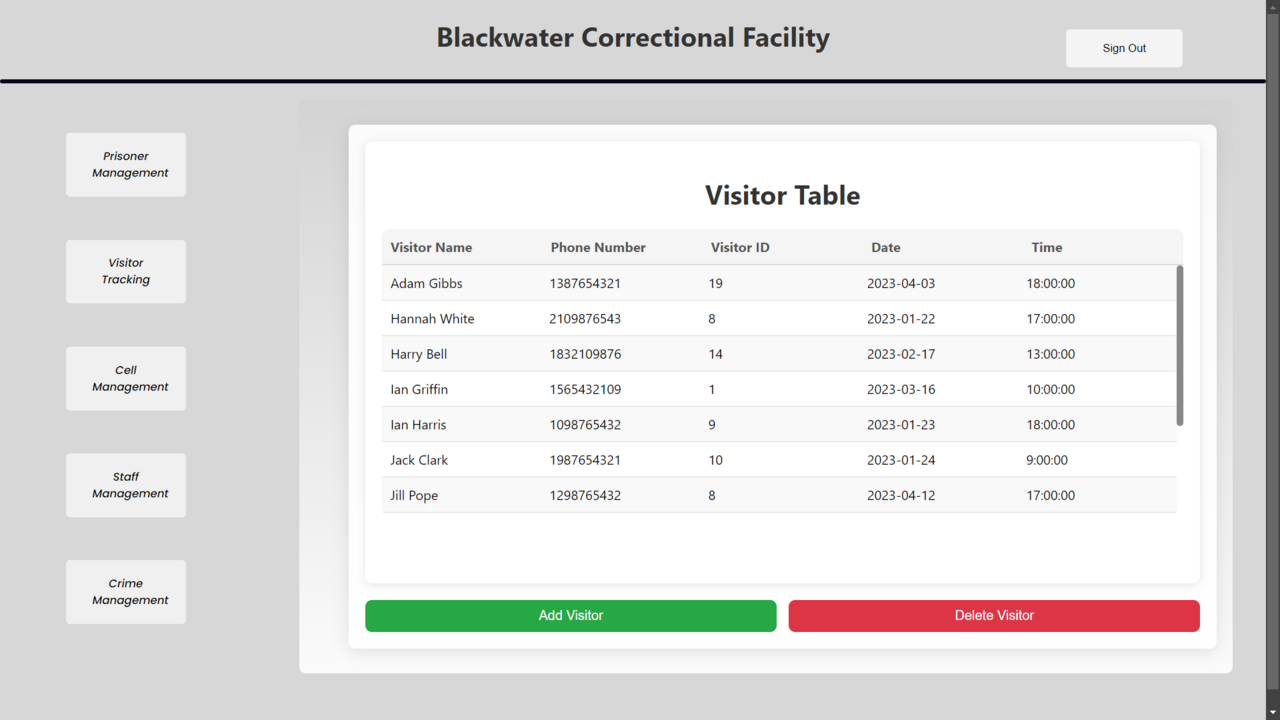 Blackwater Correctional Facility
Sign Out
Prisoner
Management
Visitor
Tracking
Cell
Management
Staff
Management
Crime
Management
Visitor Table
Visitor Name Phone Number Visitor ID Date Time
Adam Gibbs 1387654321 19 2023-04-03 18:00:00
Hannah White 2109876543 8 2023-01-22 17:00:00
Harry Bell 1832109876 14 2023-02-17 13:00:00
Ian Griffin 1565432109 1 2023-03-16 10:00:00
Ian Harris 1098765432 9 2023-01-23 18:00:00
Jack Clark 1987654321 10 2023-01-24 9:00:00
Jill Pope 1298765432 8 2023-04-12 17:00:00
Add Visitor
Delete Visitor